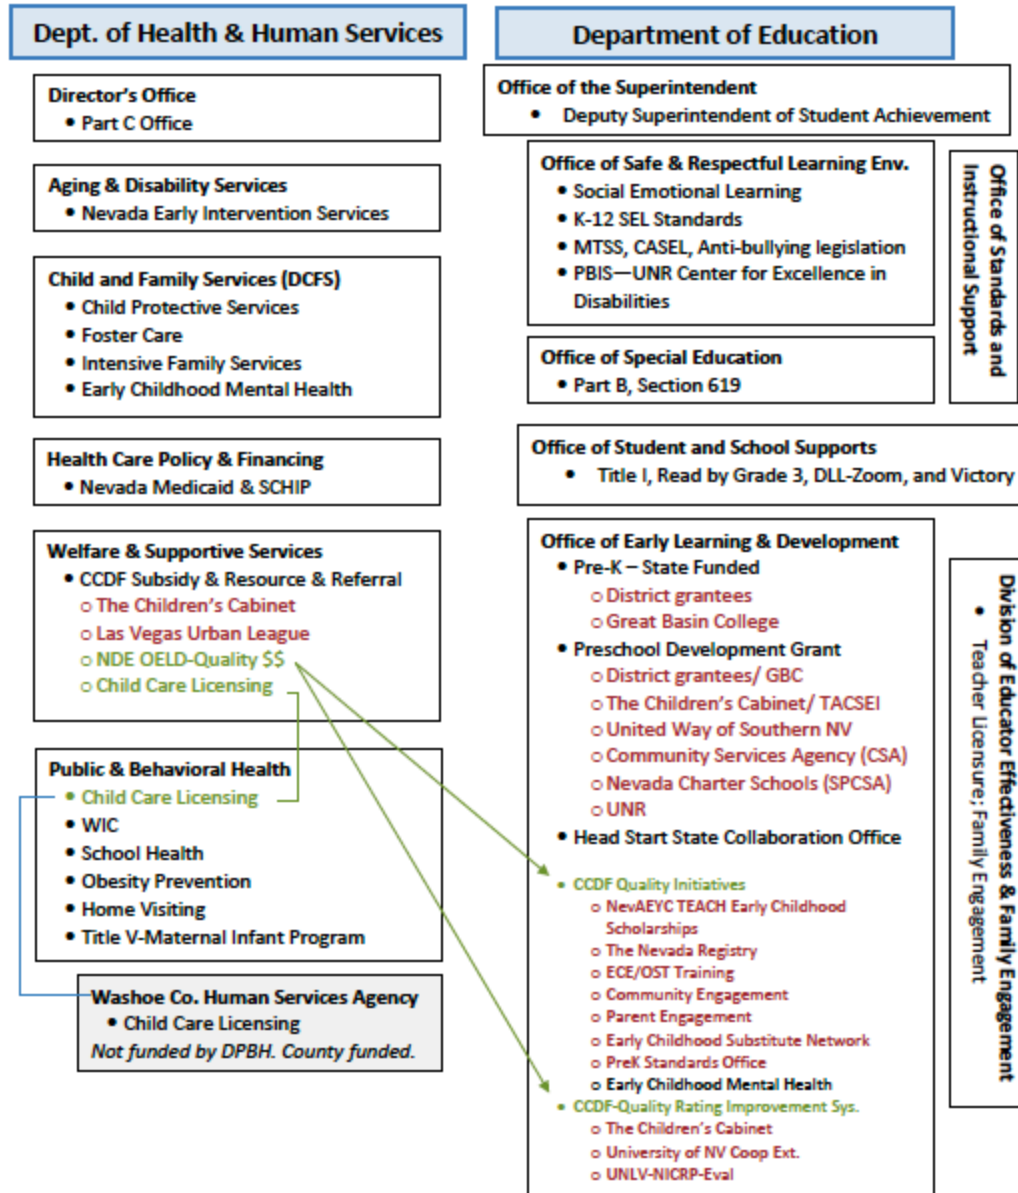 Dept. of Health & Human Services
Director's Office
• Part C Office
Aging & Disability Services
• Nevada Early Intervention Services
Child and Family Services (DCFS)
• Child Protective Services
• Foster Care
• Intensive Family Services
• Early Childhood Mental Health
Health Care Policy & Financing
• Nevada Medicaid & SCHIP
Welfare & Supportive Services
• CCDF Subsidy & Resource & Referral
o The Children's Cabinet
o Las Vegas Urban League
o NDE OELD-Quality $$
o Child Care Licensing
Public & Behavioral Health
• Child Care Licensing
• WIC
• School Health
• Obesity Prevention
• Home Visiting
• Title V-Maternal Infant Program
Washoe Co. Human Services Agency
• Child Care Licensing
Not funded by DPBH. County funded.
Department of Education
Office of the Superintendent
• Deputy Superintendent of Student Achievement
Office of Safe & Respectful Learning Env.
• Social Emotional Learning
• K-12 SEL Standards
• MTSS, CASEL, Anti-bullying legislation
• PBIS—UNR Center for Excellence in
Disabilities
Office of Special Education
• Part B, Section 619
Office of Standards and
Instructional Support
Office of Student and School Supports
• Title I, Read by Grade 3, DLL-Zoom, and Victory
Office of Early Learning & Development
• Pre-K – State Funded
o District grantees
o Great Basin College
• Preschool Development Grant
o District grantees/ GBC
o The Children's Cabinet/ TACSEI
o United Way of Southern NV
o Community Services Agency (CSA)
o Nevada Charter Schools (SPCSA)
o UNR
• Head Start State Collaboration Office
• CCDF Quality Initiatives
o NevAEYC TEACH Early Childhood
Scholarships
o The Nevada Registry
o ECE/OST Training
o Community Engagement
o Parent Engagement
o Early Childhood Substitute Network
o PreK Standards Office
o Early Childhood Mental Health
• CCDF-Quality Rating Improvement Sys.
o The Children's Cabinet
o University of NV Coop Ext.
o UNLV-NICRP-Eval
Division of Educator Effectiveness & Family Engagement
• Teacher Licensure; Family Engagement